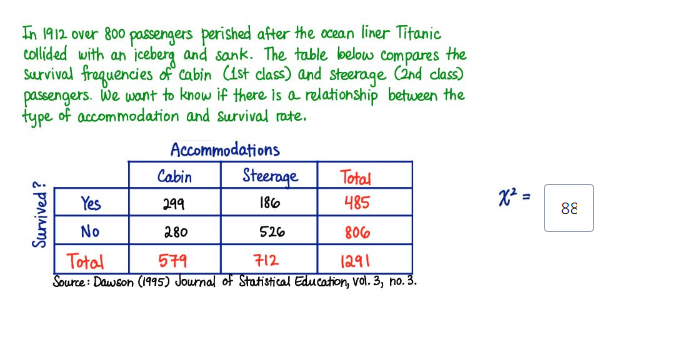 In 1912 over 800 passengers perished after the ocean liner Titanic
collided with an iceberg and sank. The table below compares the
survival frequencies of cabin (1st class) and steerage (2nd class)
passengers. We want to know if there is a relationship between the
type of accommodation and survival rate.
Accommodations
Cabin Steerage Total
Survived?
Yes 299 186 485
No 280 526 806
Total 579 712 1291
Source: Dawson (1995) Journal of Statistical Education, Vol. 3, no. 3.
χ² = 88